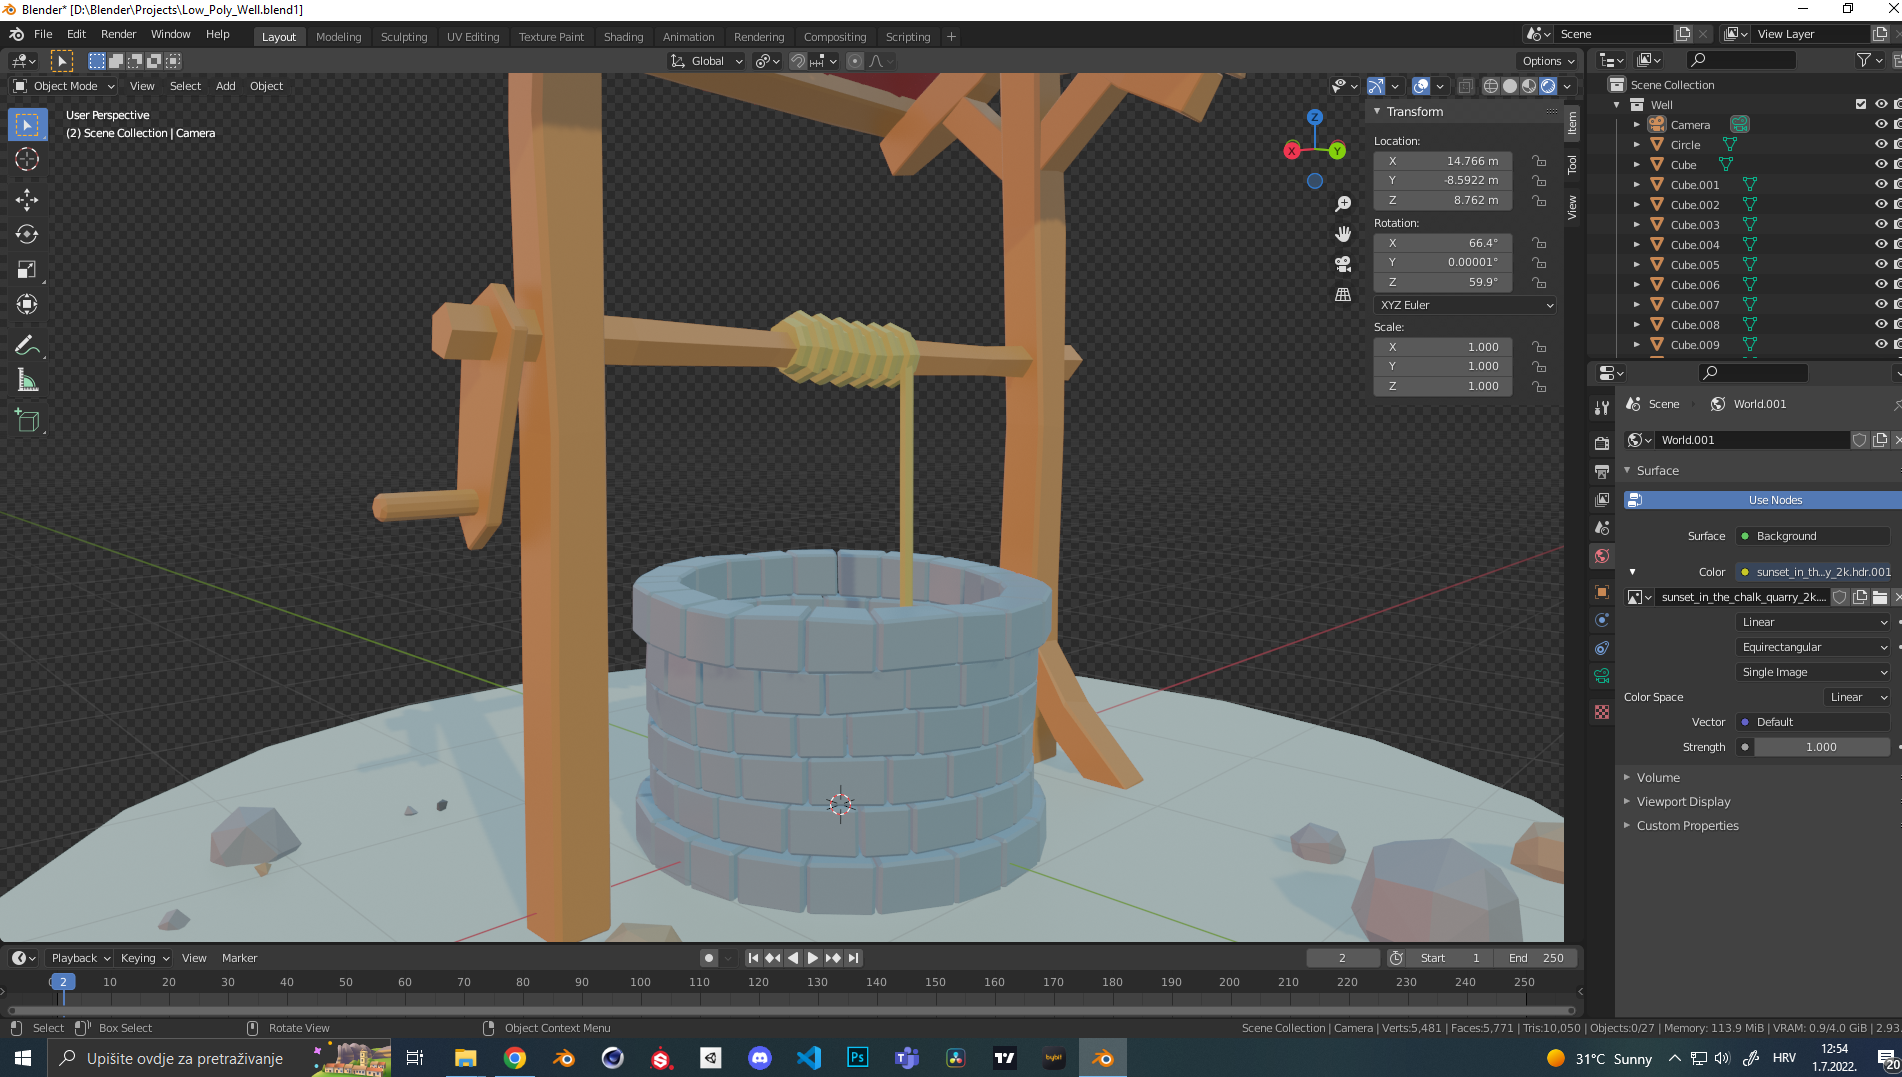 Blender* [D:\Blender\Projects\Low_Poly_Well.blend1]
File Edit Render Window Help Layout Modeling Sculpting UV Editing Texture Paint Shading Animation Rendering Compositing Scripting + Scene View Layer
Global Options
Object Mode View Select Add Object
User Perspective
(2) Scene Collection | Camera
Z
X
Y
Transform
Location:
X 14.766 m
Y -8.5922 m
Z 8.762 m
Rotation:
X 66.4°
Y 0.00001°
Z 59.9°
XYZ Euler
Scale:
X 1.000
Y 1.000
Z 1.000
Item
Tool
View
Scene Collection
Well
Camera
Circle
Cube
Cube.001
Cube.002
Cube.003
Cube.004
Cube.005
Cube.006
Cube.007
Cube.008
Cube.009
Scene World.001
World.001
Surface
Use Nodes
Surface Background
Color sunset_in_th...y_2k.hdr.001
sunset_in_the_chalk_quarry_2k....
Linear
Equirectangular
Single Image
Color Space Linear
Vector Default
Strength 1.000
Volume
Viewport Display
Custom Properties
Playback Keying View Marker 2 Start 1 End 250
2 10 20 30 40 50 60 70 80 90 100 110 120 130 140 150 160 170 180 190 200 210 220 230 240 250
Select Box Select Rotate View Object Context Menu Scene Collection | Camera | Verts:5,481 | Faces:5,771 | Tris:10,050 | Objects:0/27 | Memory: 113.9 MiB | VRAM: 0.9/4.0 GiB | 2.93.
Upišite ovdje za pretraživanje Ps bybit 31°C Sunny HRV 12:54
1.7.2022. 20